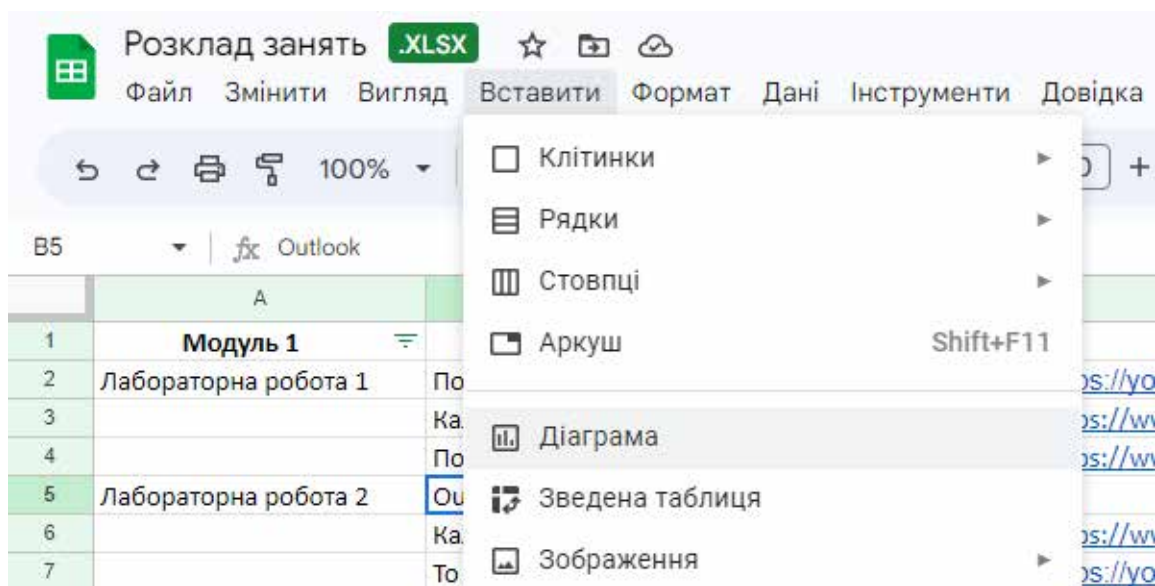 Розклад занять .XLSX
Файл Змінити Вигляд Вставити Формат Дані Інструменти Довідка
100%
Клітинки
Рядки
B5 fx Outlook
Стовпці
A
Аркуш Shift+F11
1 Модуль 1
2 Лабораторна робота 1
3
Діаграма
4
5 Лабораторна робота 2
Зведена таблиця
6
Зображення
7